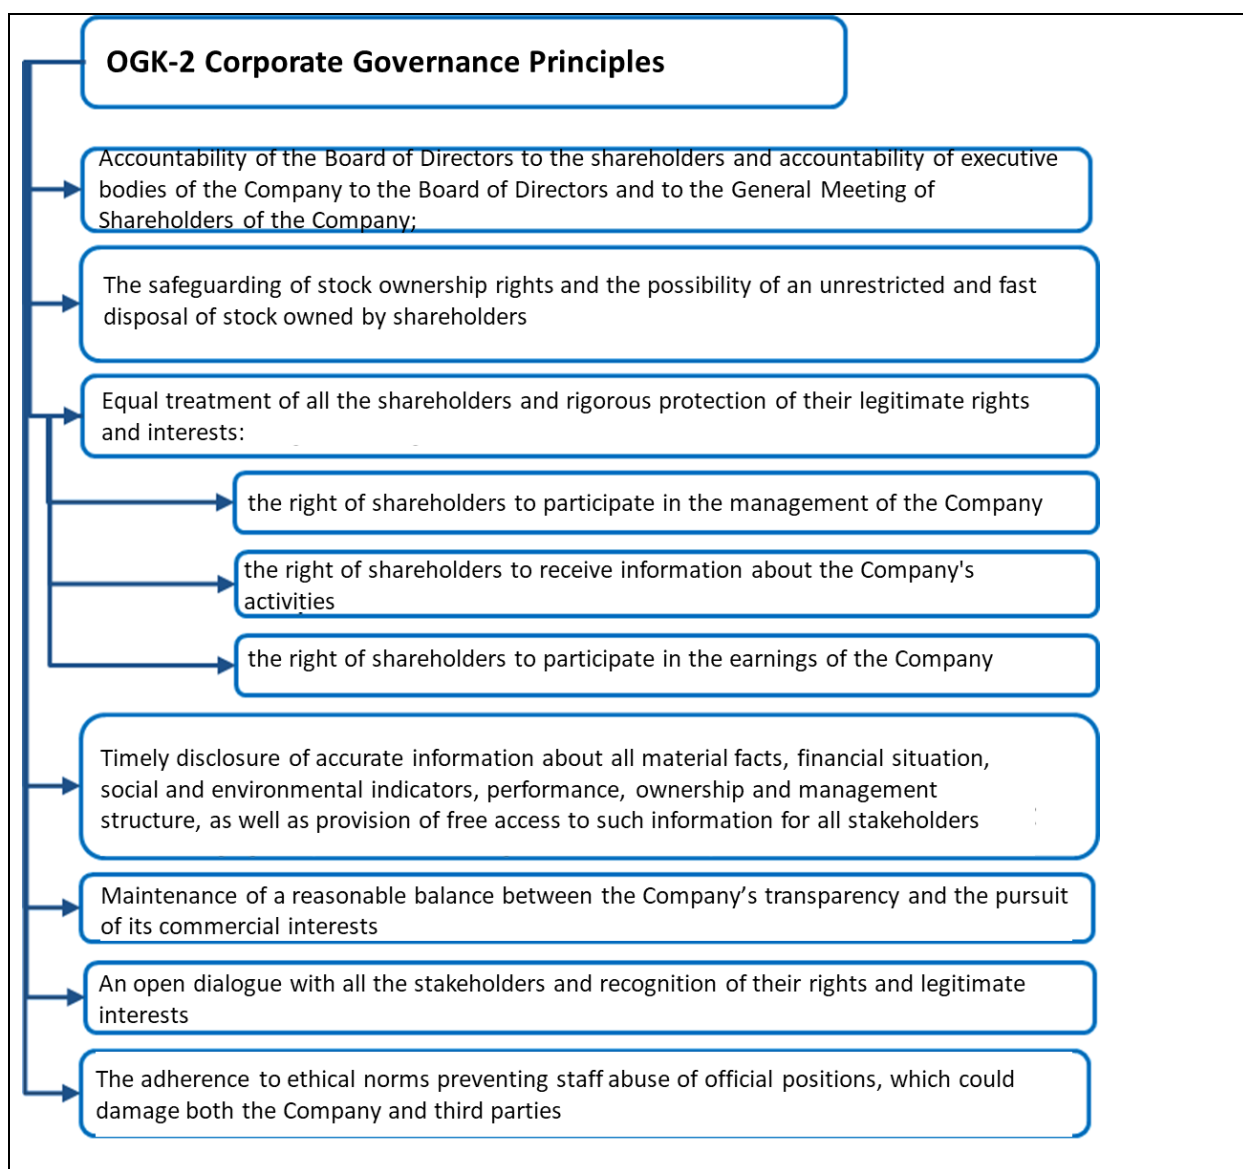 OGK-2 Corporate Governance Principles
Accountability of the Board of Directors to the shareholders and accountability of executive
bodies of the Company to the Board of Directors and to the General Meeting of
Shareholders of the Company;
The safeguarding of stock ownership rights and the possibility of an unrestricted and fast
disposal of stock owned by shareholders
Equal treatment of all the shareholders and rigorous protection of their legitimate rights
and interests:
the right of shareholders to participate in the management of the Company
the right of shareholders to receive information about the Company's
activities
the right of shareholders to participate in the earnings of the Company
Timely disclosure of accurate information about all material facts, financial situation,
social and environmental indicators, performance, ownership and management
structure, as well as provision of free access to such information for all stakeholders
Maintenance of a reasonable balance between the Company’s transparency and the pursuit
of its commercial interests
An open dialogue with all the stakeholders and recognition of their rights and legitimate
interests
The adherence to ethical norms preventing staff abuse of official positions, which could
damage both the Company and third parties